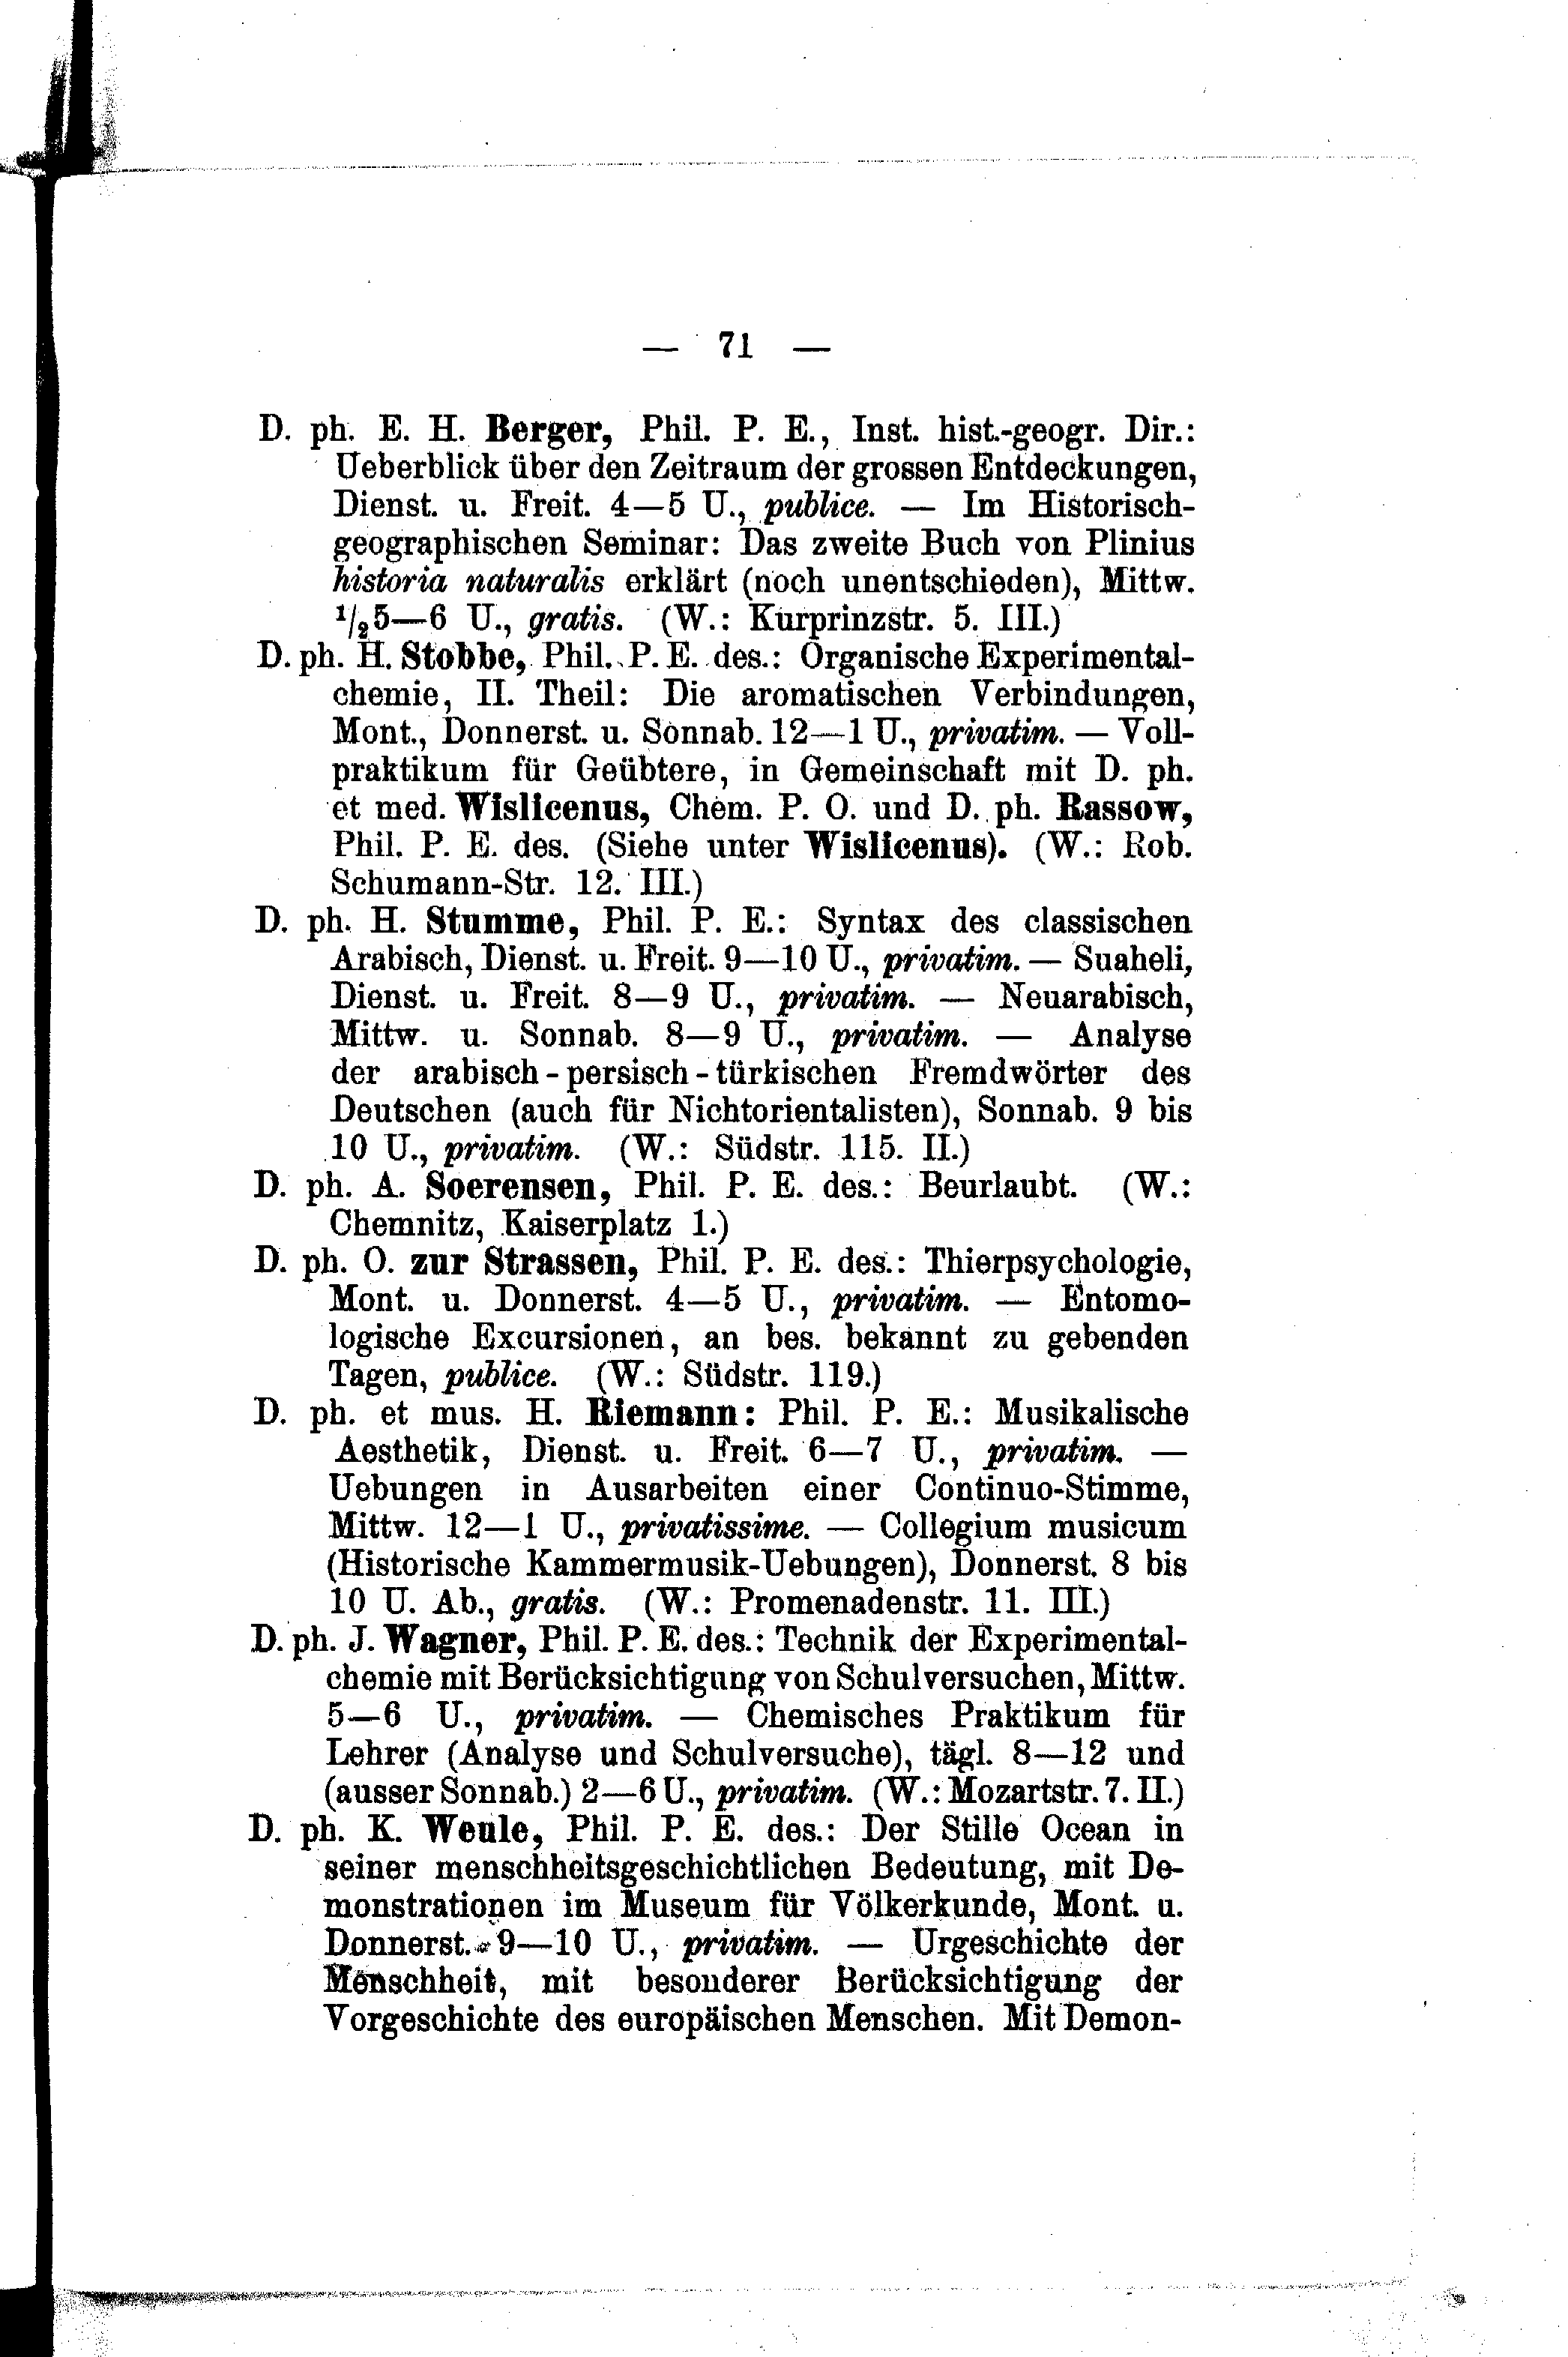 — 71 —
D. ph. E. H. Berger, Phil. P. E., Inst. hist.-geogr. Dir.:
Ueberblick über den Zeitraum der grossen Entdeckungen,
Dienst. u. Freit. 4—5 U., publice. — Im Historisch-
geographischen Seminar: Das zweite Buch von Plinius
historia naturalis erklärt (noch unentschieden), Mittw.
1/2 5—6 U., gratis. (W.: Kurprinzstr. 5. III.)
D. ph. H. Stobbe, Phil. P. E. des.: Organische Experimental-
chemie, II. Theil: Die aromatischen Verbindungen,
Mont., Donnerst. u. Sonnab. 12—1 U., privatim. — Voll-
praktikum für Geübtere, in Gemeinschaft mit D. ph.
et med. Wislicenus, Chem. P. O. und D. ph. Rassow,
Phil. P. E. des. (Siehe unter Wislicenus). (W.: Rob.
Schumann-Str. 12. III.)
D. ph. H. Stumme, Phil. P. E.: Syntax des classischen
Arabisch, Dienst. u. Freit. 9—10 U., privatim. — Suaheli,
Dienst. u. Freit. 8—9 U., privatim. — Neuarabisch,
Mittw. u. Sonnab. 8—9 U., privatim. — Analyse
der arabisch-persisch-türkischen Fremdwörter des
Deutschen (auch für Nichtorientalisten), Sonnab. 9 bis
10 U., privatim. (W.: Südstr. 115. II.)
D. ph. A. Soerensen, Phil. P. E. des.: Beurlaubt. (W.:
Chemnitz, Kaiserplatz 1.)
D. ph. O. zur Strassen, Phil. P. E. des.: Thierpsychologie,
Mont. u. Donnerst. 4—5 U., privatim. — Entomo-
logische Excursionen, an bes. bekannt zu gebenden
Tagen, publice. (W.: Südstr. 119.)
D. ph. et mus. H. Riemann: Phil. P. E.: Musikalische
Aesthetik, Dienst. u. Freit. 6—7 U., privatim. —
Uebungen in Ausarbeiten einer Continuo-Stimme,
Mittw. 12—1 U., privatissime. — Collegium musicum
(Historische Kammermusik-Uebungen), Donnerst. 8 bis
10 U. Ab., gratis. (W.: Promenadenstr. 11. III.)
D. ph. J. Wagner, Phil. P. E. des.: Technik der Experimental-
chemie mit Berücksichtigung von Schulversuchen, Mittw.
5—6 U., privatim. — Chemisches Praktikum für
Lehrer (Analyse und Schulversuche), tägl. 8—12 und
(ausser Sonnab.) 2—6 U., privatim. (W.: Mozartstr. 7. II.)
D. ph. K. Weule, Phil. P. E. des.: Der Stille Ocean in
seiner menschheitsgeschichtlichen Bedeutung, mit De-
monstrationen im Museum für Völkerkunde, Mont. u.
Donnerst. 9—10 U., privatim. — Urgeschichte der
Menschheit, mit besonderer Berücksichtigung der
Vorgeschichte des europäischen Menschen. Mit Demon-